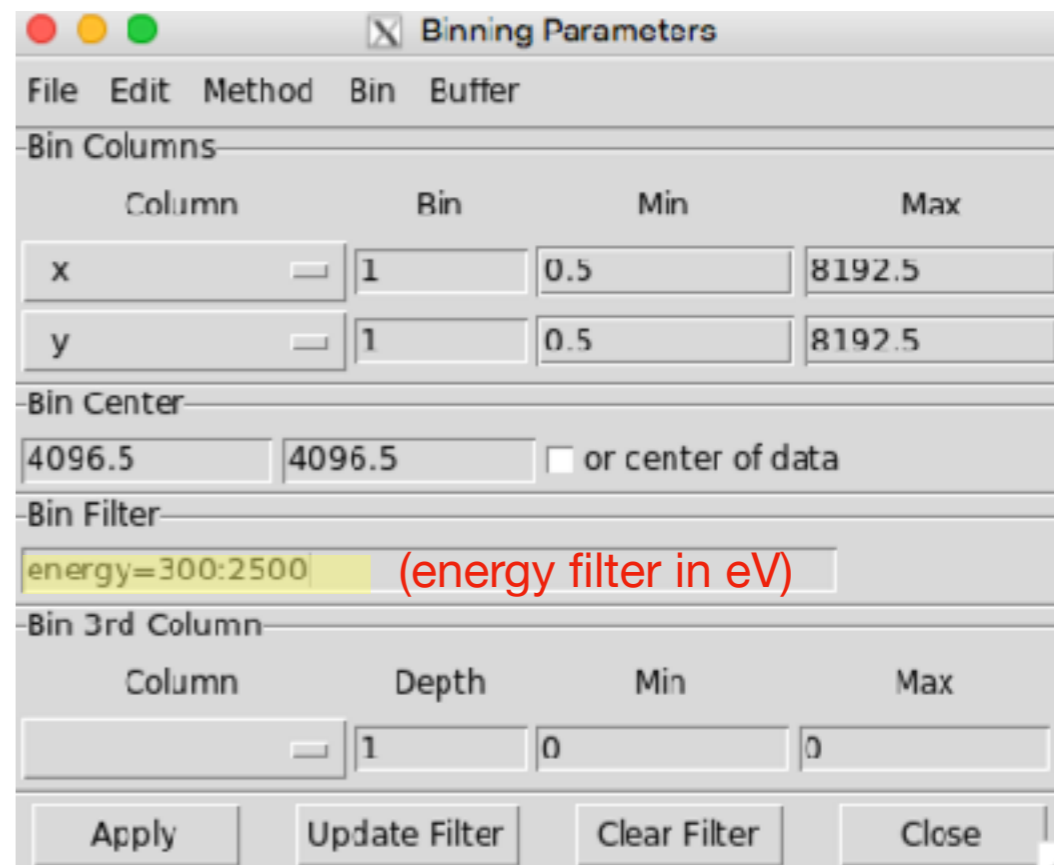 Binning Parameters
File Edit Method Bin Buffer
Bin Columns
Column Bin Min Max
x 1 0.5 8192.5
y 1 0.5 8192.5
Bin Center
4096.5 4096.5 or center of data
Bin Filter
energy=300:2500 (energy filter in eV)
Bin 3rd Column
Column Depth Min Max
1 0 0
Apply Update Filter Clear Filter Close